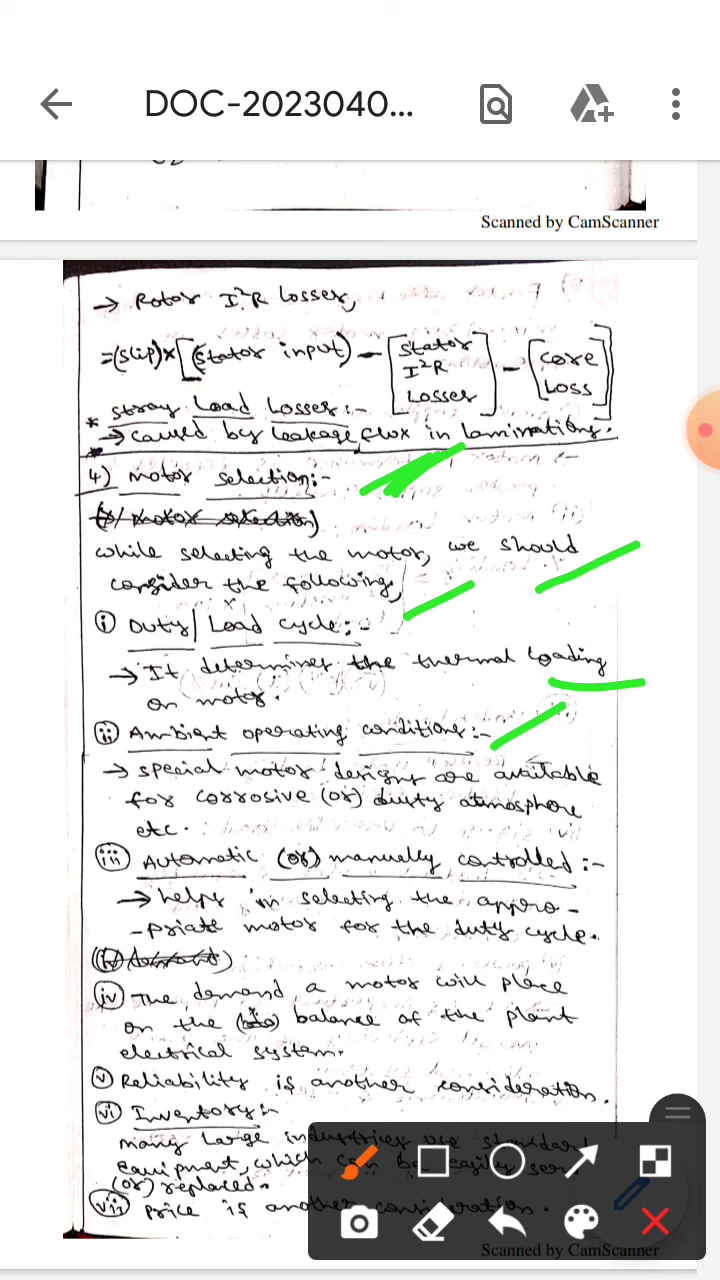 DOC-2023040...
Scanned by CamScanner
→ Rotor I²R Losses,
=(slip)x[(stator input) - [Stator I²R Losses] - [Core Loss]]
* Stray Load Losses:-
→ caused by leakage flux in laminations.
4) motor selection:-
while selecting the motor, we should
consider the following,
(i) Duty/Load cycle:-
→ It determines the thermal loading
on motor.
(ii) Ambient operating conditions:-
→ special motor designs are available
for corrosive (or) dusty atmosphere
etc.
(iii) Automatic (or) manually controlled :-
→ helps in selecting the appro-
-priate motor for the duty cycle.
(iv) The demand a motor will place
on the balance of the plant
electrical system.
(v) Reliability is another consideration.
(vi) Inventory:-
many large industries use standard
equipment, which can be easily ser
(or) replaced.
(vii) price is another consideration.
Scanned by CamScanner